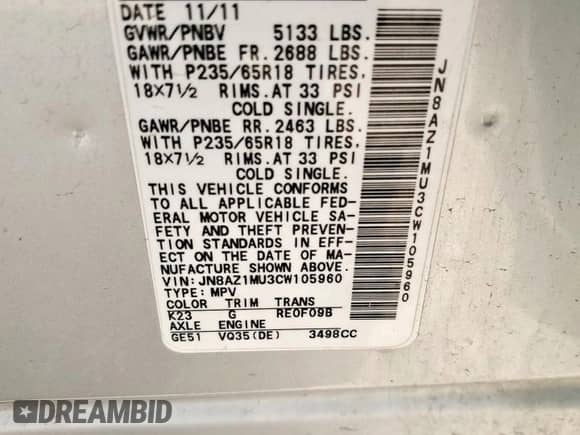 DATE 11/11
GVWR/PNBV 5133 LBS.
GAWR/PNBE FR. 2688 LBS.
WITH P235/65R18 TIRES,
18×7½ RIMS.AT 33 PSI
COLD SINGLE.
GAWR/PNBE RR. 2463 LBS.
WITH P235/65R18 TIRES,
18×7½ RIMS.AT 33 PSI
COLD SINGLE.
THIS VEHICLE CONFORMS
TO ALL APPLICABLE FED-
ERAL MOTOR VEHICLE SA-
FETY AND THEFT PREVEN-
TION STANDARDS IN EFF-
ECT ON THE DATE OF MA-
NUFACTURE SHOWN ABOVE.
VIN:JN8AZ1MU3CW105960
TYPE: MPV
COLOR TRIM TRANS
K23 G RE0F09B
AXLE ENGINE
GE51 VQ35(DE) 3498CC
JN8AZ1MU3CW105960
DREAMBID